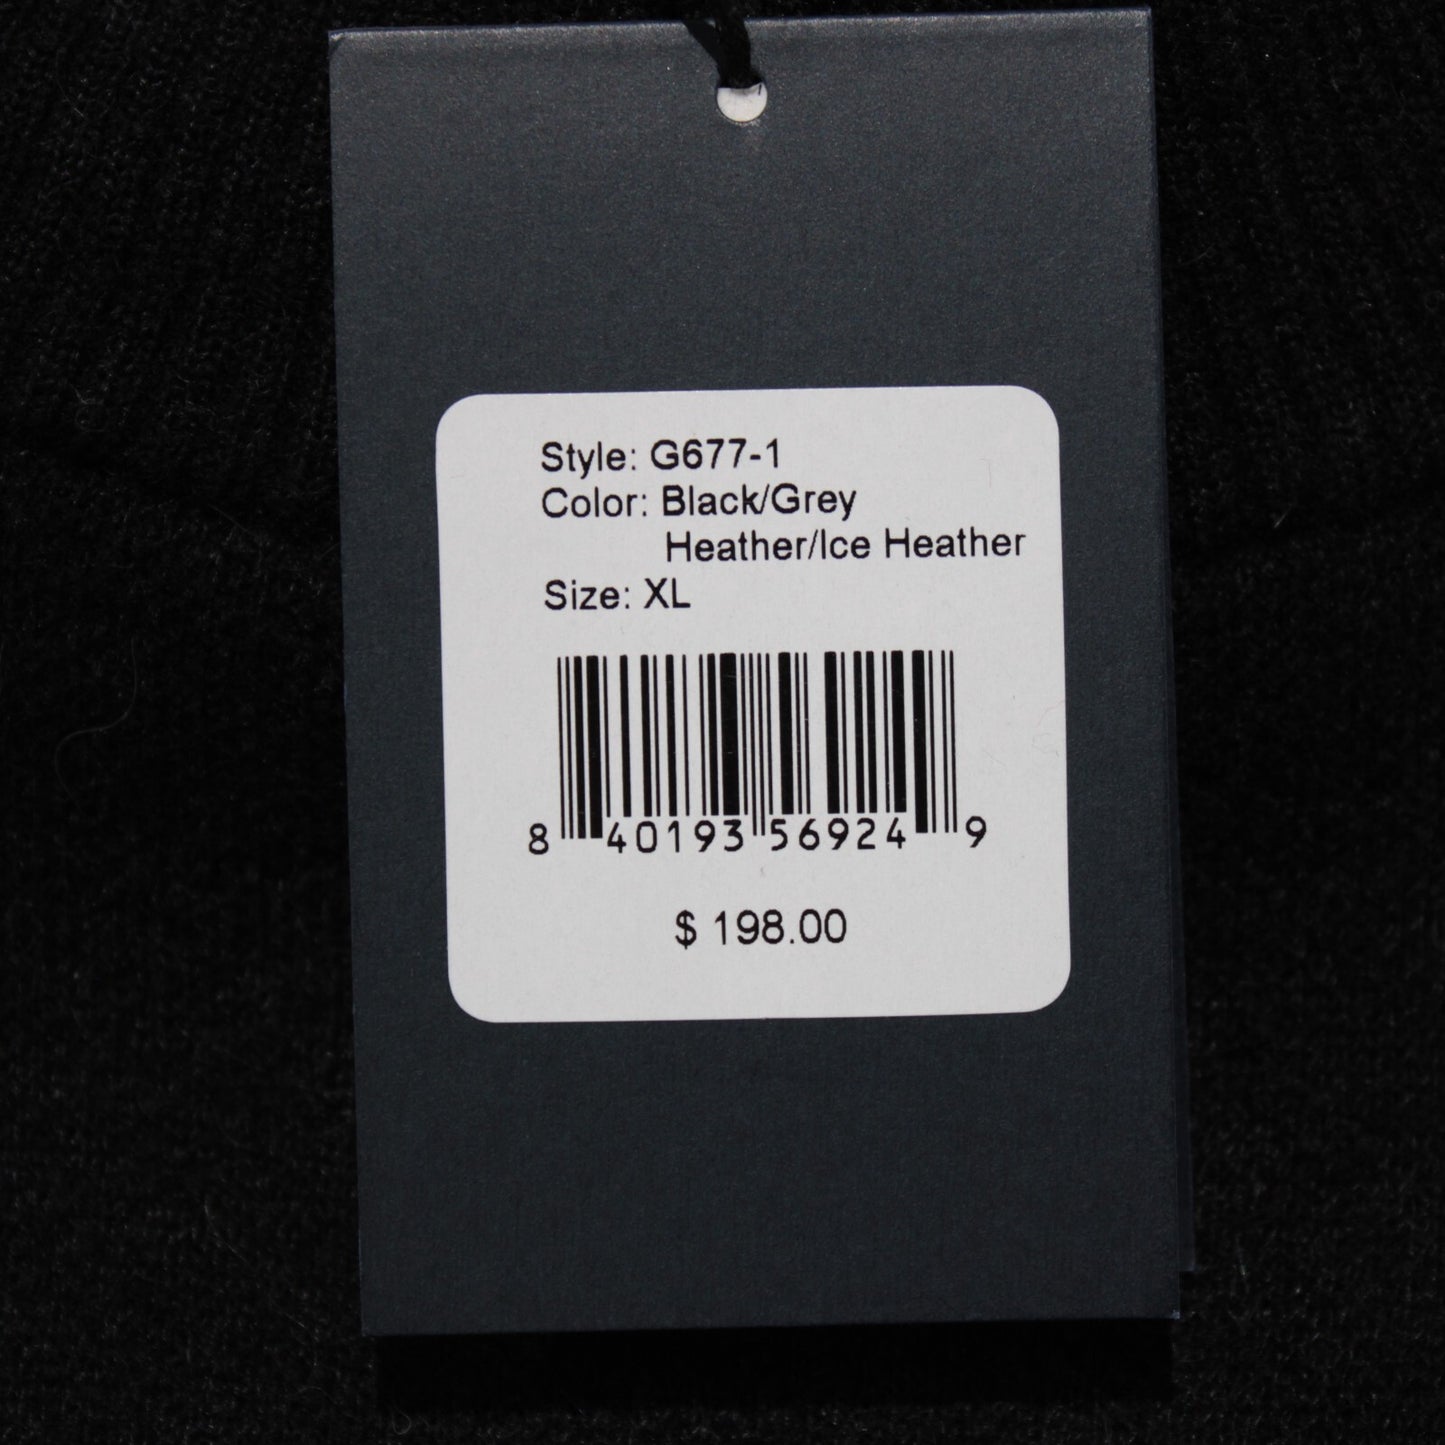 Style: G677-1
Color: Black/Grey
Heather/Ice Heather
Size: XL
8 40193 56924 9
$ 198.00